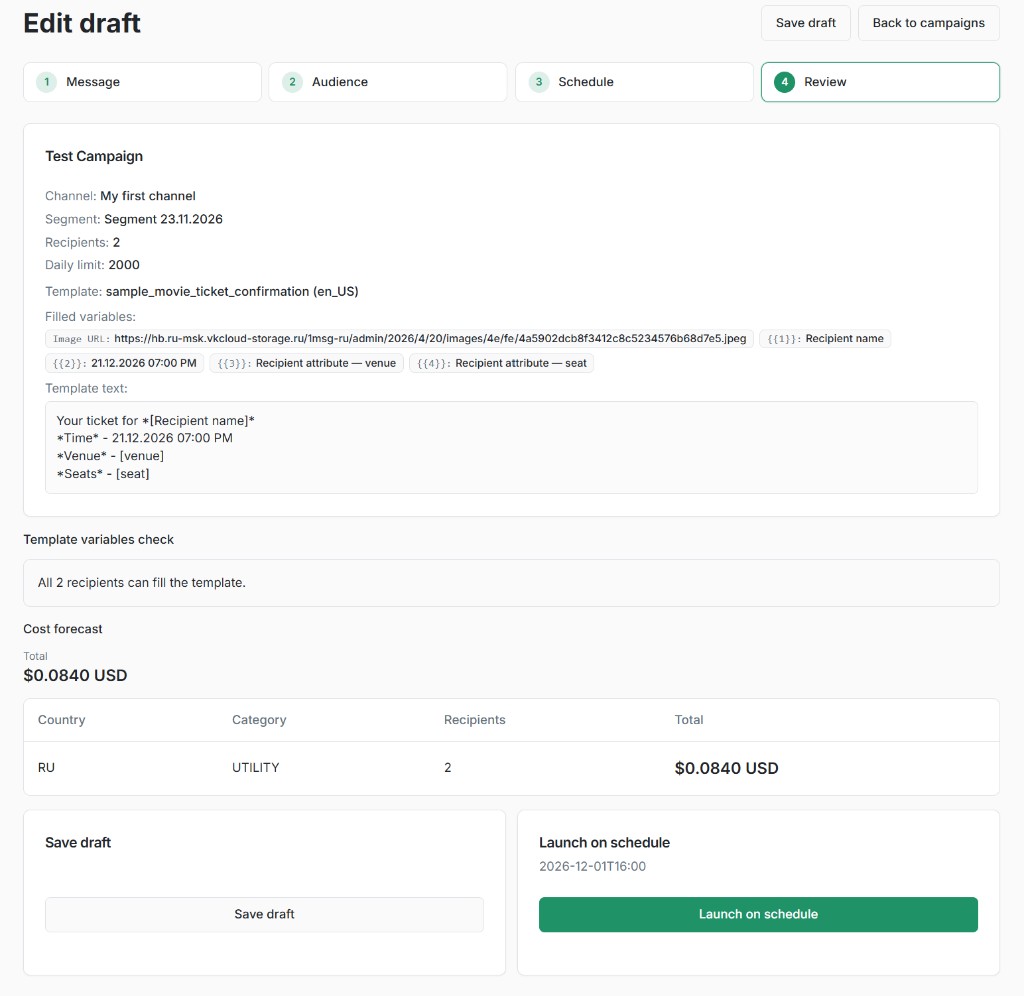 Edit draft
Save draft
Back to campaigns
1 Message
2 Audience
3 Schedule
4 Review
Test Campaign
Channel: My first channel
Segment: Segment 23.11.2026
Recipients: 2
Daily limit: 2000
Template: sample_movie_ticket_confirmation (en_US)
Filled variables:
Image URL: https://hb.ru-msk.vkcloud-storage.ru/1msg-ru/admin/2026/4/20/images/4e/fe/4a5902dcb8f3412c8c5234576b68d7e5.jpeg {{1}}: Recipient name
{{2}}: 21.12.2026 07:00 PM {{3}}: Recipient attribute — venue {{4}}: Recipient attribute — seat
Template text:
Your ticket for *[Recipient name]*
*Time* - 21.12.2026 07:00 PM
*Venue* - [venue]
*Seats* - [seat]
Template variables check
All 2 recipients can fill the template.
Cost forecast
Total
$0.0840 USD
Country Category Recipients Total
RU UTILITY 2 $0.0840 USD
Save draft
Save draft
Launch on schedule
2026-12-01T16:00
Launch on schedule